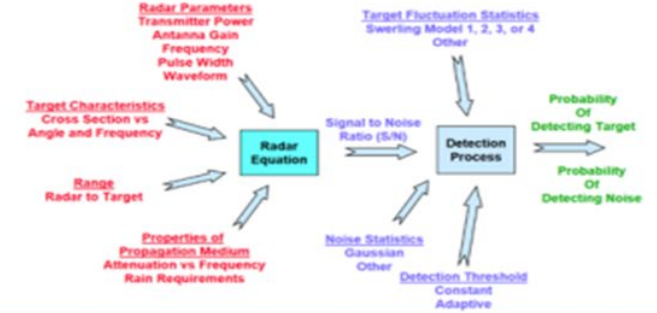 Radar Parameters
Transmitter Power
Antanna Gain
Frequency
Pulse Width
Waveform
Target Fluctuation Statistics
Swerling Model 1, 2, 3, or 4
Other
Target Characteristics
Cross Section vs
Angle and Frequency
Radar
Equation
Signal to Noise
Ratio (S/N)
Detection
Process
Probability
Of
Detecting Target
Probability
Of
Detecting Noise
Range
Radar to Target
Properties of
Propagation Medium
Attenuation vs Frequency
Rain Requirements
Noise Statistics
Gaussian
Other
Detection Threshold
Constant
Adaptive